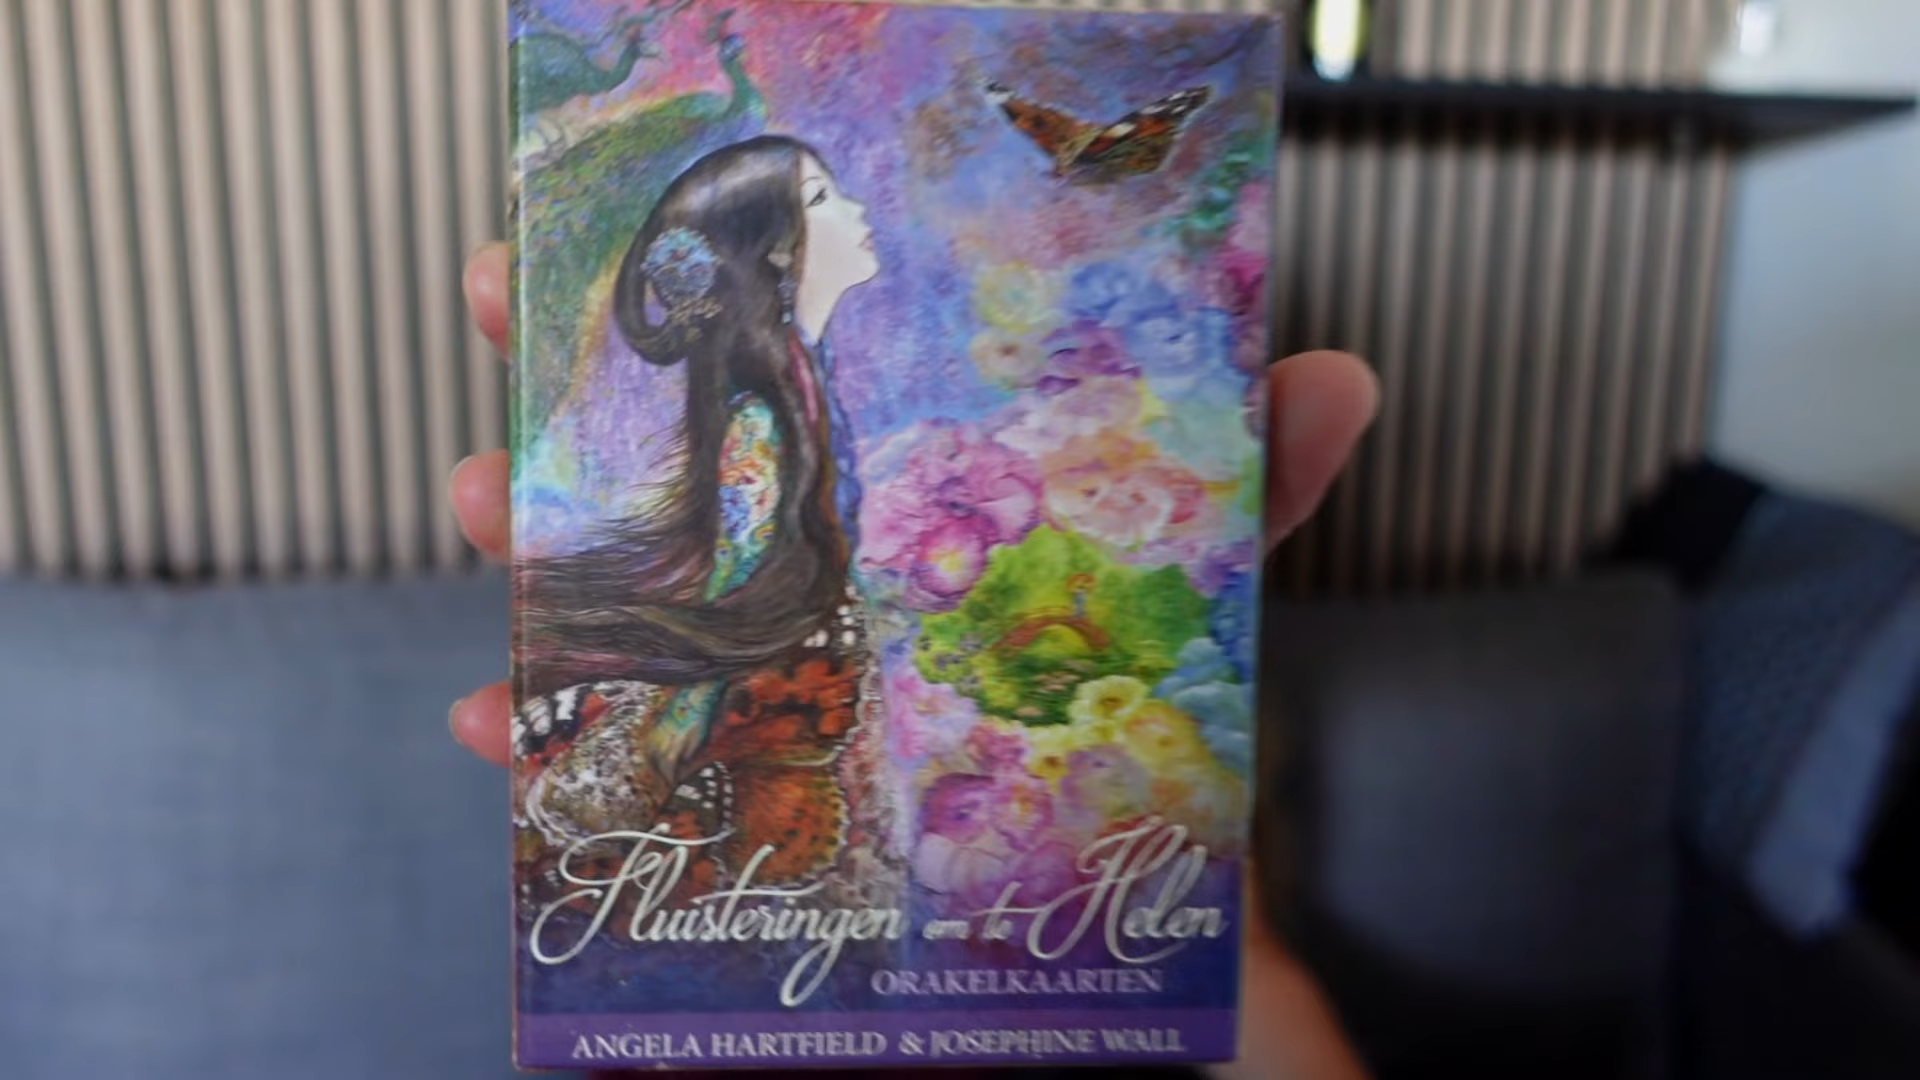 Fluisteringen om te Helen
ORAKELKAARTEN
ANGELA HARTFIELD & JOSEPHINE WALL